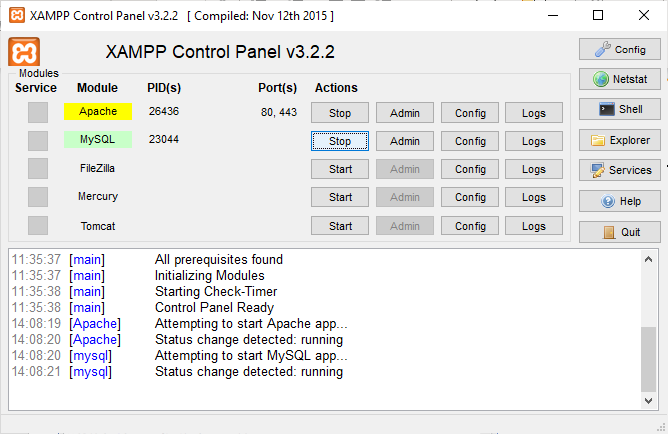 XAMPP Control Panel v3.2.2 [ Compiled: Nov 12th 2015 ]
XAMPP Control Panel v3.2.2
Config
Modules
Service Module PID(s) Port(s) Actions
Netstat
Apache 26436 80, 443 Stop Admin Config Logs
Shell
MySQL 23044 Stop Admin Config Logs
Explorer
FileZilla Start Admin Config Logs
Services
Mercury Start Admin Config Logs
Help
Tomcat Start Admin Config Logs
Quit
11:35:37 [main] All prerequisites found
11:35:37 [main] Initializing Modules
11:35:38 [main] Starting Check-Timer
11:35:38 [main] Control Panel Ready
14:08:19 [Apache] Attempting to start Apache app...
14:08:20 [Apache] Status change detected: running
14:08:20 [mysql] Attempting to start MySQL app...
14:08:21 [mysql] Status change detected: running